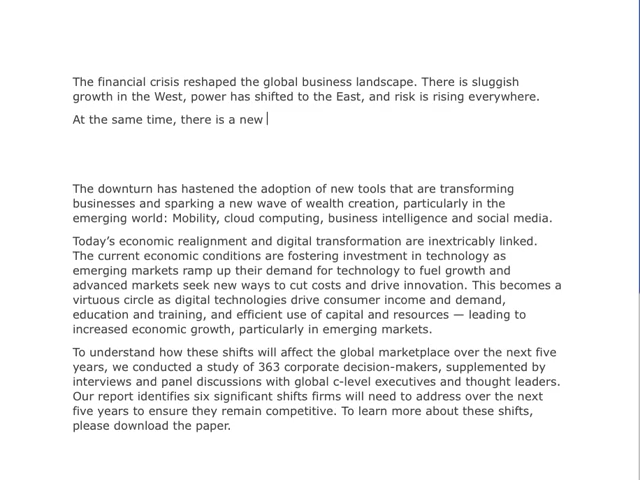 The financial crisis reshaped the global business landscape. There is sluggish
growth in the West, power has shifted to the East, and risk is rising everywhere.
At the same time, there is a new
The downturn has hastened the adoption of new tools that are transforming
businesses and sparking a new wave of wealth creation, particularly in the
emerging world: Mobility, cloud computing, business intelligence and social media.
Today’s economic realignment and digital transformation are inextricably linked.
The current economic conditions are fostering investment in technology as
emerging markets ramp up their demand for technology to fuel growth and
advanced markets seek new ways to cut costs and drive innovation. This becomes a
virtuous circle as digital technologies drive consumer income and demand,
education and training, and efficient use of capital and resources — leading to
increased economic growth, particularly in emerging markets.
To understand how these shifts will affect the global marketplace over the next five
years, we conducted a study of 363 corporate decision-makers, supplemented by
interviews and panel discussions with global c-level executives and thought leaders.
Our report identifies six significant shifts firms will need to address over the next
five years to ensure they remain competitive. To learn more about these shifts,
please download the paper.